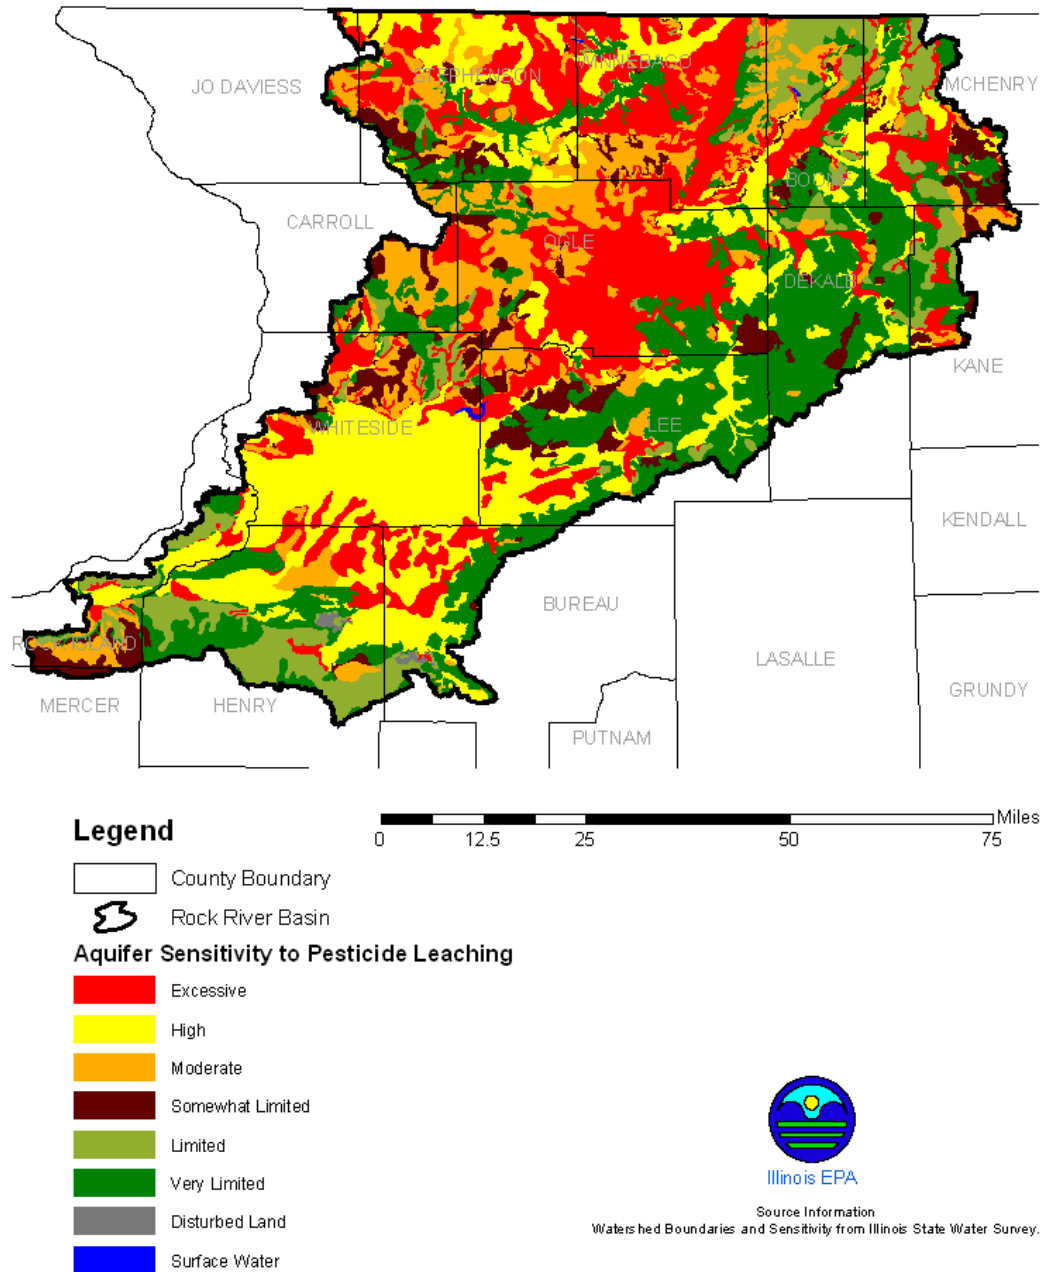 JO DAVIESS
STEPHENSON
WINNEBAGO
MCHENRY
BOONE
CARROLL
OGLE
DEKALB
KANE
WHITESIDE
LEE
KENDALL
BUREAU
ROCK ISLAND
LASALLE
GRUNDY
MERCER
HENRY
PUTNAM
Miles
0 12.5 25 50 75
Legend
County Boundary
Rock River Basin
Aquifer Sensitivity to Pesticide Leaching
Excessive
High
Moderate
Somewhat Limited
Limited
Very Limited
Disturbed Land
Surface Water
Illinois EPA
Source Information
Watershed Boundaries and Sensitivity from Illinois State Water Survey.